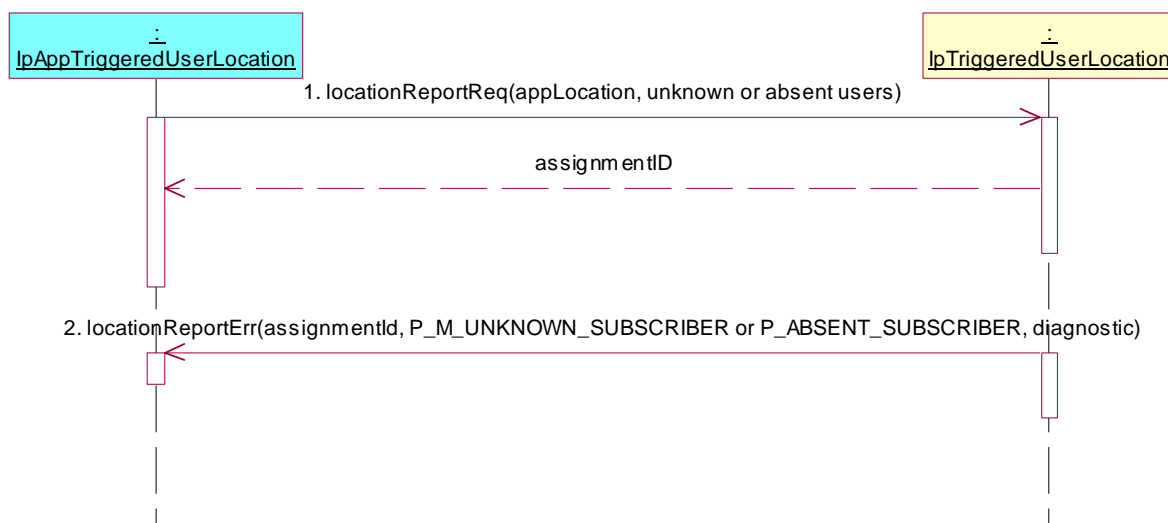 :
IpAppTriggeredUserLocation
:
IpTriggeredUserLocation
1. locationReportReq(appLocation, unknown or absent users)
assignmentID
2. locationReportErr(assignmentId, P_M_UNKNOWN_SUBSCRIBER or P_ABSENT_SUBSCRIBER, diagnostic)